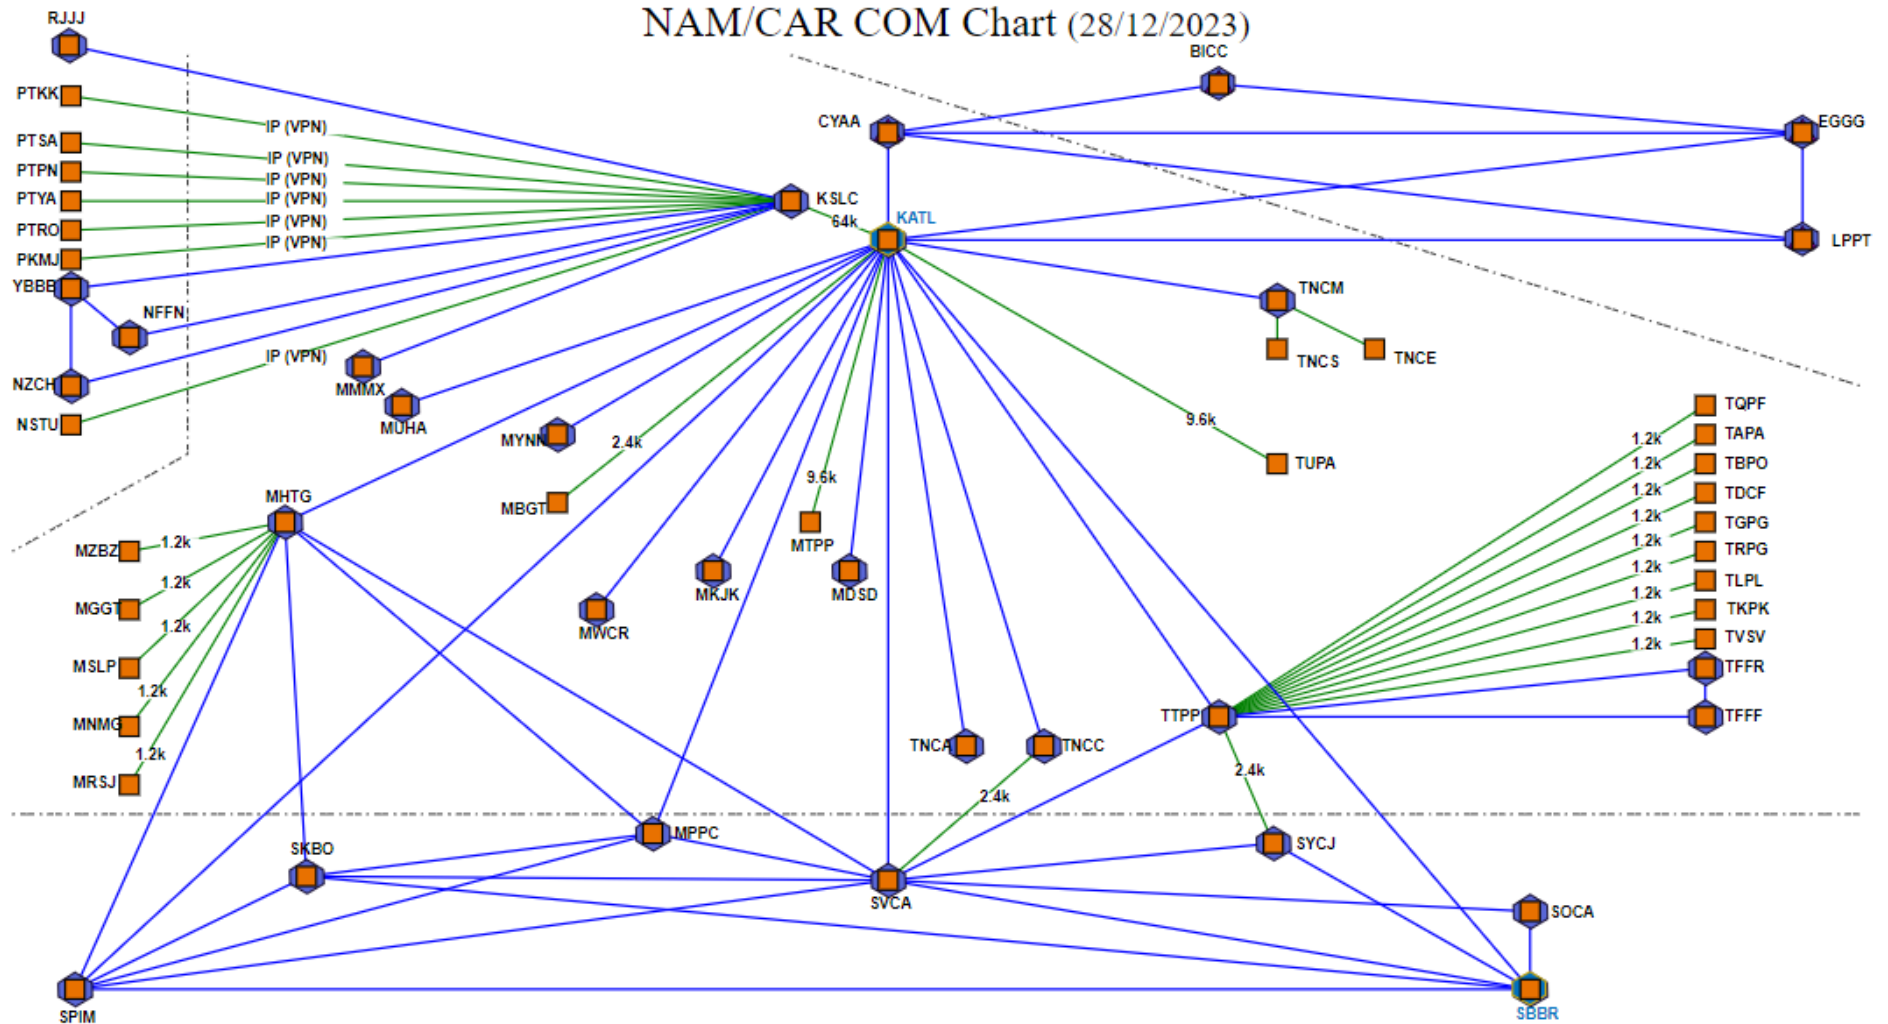 NAM/CAR COM Chart (28/12/2023)
RJJJ
BICC
PTKK
CYAA
EGGG
IP (VPN)
PTSA
IP (VPN)
PTPN
IP (VPN)
PTYA
IP (VPN)
KSLC
64k
KATL
PTRO
IP (VPN)
LPPT
PKMJ
IP (VPN)
YBBB
TNCM
NFFN
IP (VPN)
TNCS
TNCE
NZCH
MMMX
NSTU
MUHA
TQPF
9.6k
1.2k
TAPA
MYNN
2.4k
1.2k
TBPO
TUPA
9.6k
1.2k
TDCF
MHTG
MBGT
1.2k
TGPG
MZBZ
1.2k
MTPP
1.2k
TRPG
1.2k
MGGT
1.2k
MKJK
MDSD
1.2k
TLPL
1.2k
TKPK
MSLP
1.2k
MWCR
1.2k
TVSV
TFFR
MNMG
1.2k
TTPP
TFFF
TNCA
TNCC
MRSJ
1.2k
2.4k
2.4k
SKBO
MPPC
SYCJ
SVCA
SOCA
SPIM
SBBR